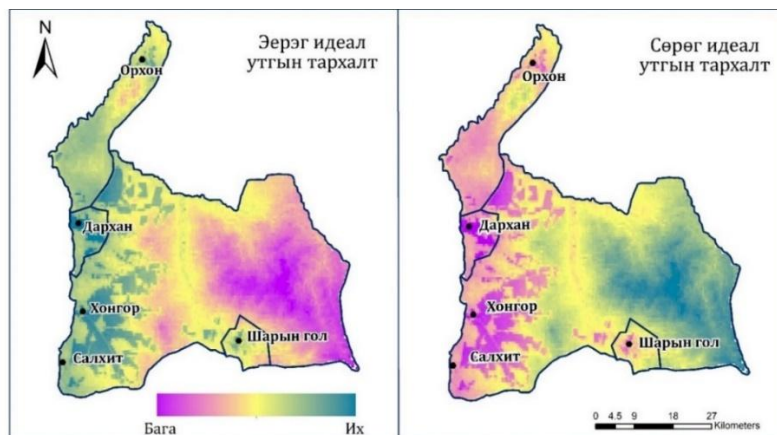 N
Эерэг идеал
утгын тархалт
Орхон
Дархан
Хонгор
Салхит
Шарын гол
Бага
Их
Сөрөг идеал
утгын тархалт
Орхон
Дархан
Хонгор
Салхит
Шарын гол
0 4.5 9 18 27
Kilometers